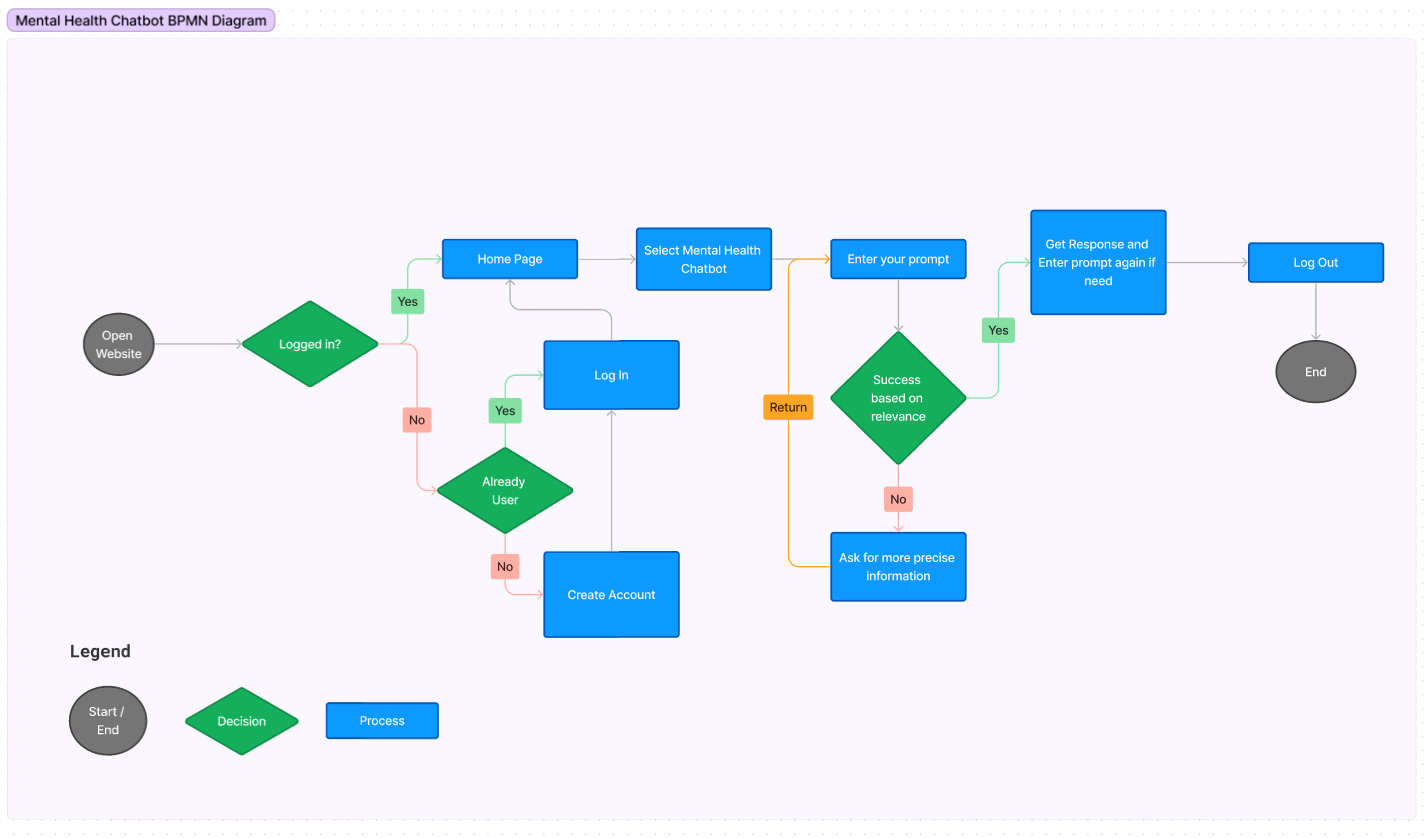 Mental Health Chatbot BPMN Diagram
Open
Website
Logged in?
Yes
No
Home Page
Select Mental Health
Chatbot
Log In
Yes
Already
User
No
Create Account
Enter your prompt
Return
Success
based on
relevance
Yes
No
Ask for more precise
information
Get Response and
Enter prompt again if
need
Log Out
End
Legend
Start /
End
Decision
Process